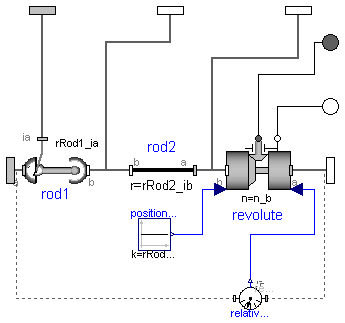 ia
rRod1_ia
rod2
b
a
b
b
a
rod1
r=rRod2_ib
n=n_b
revolute
position...
k=rRod...
relativ...